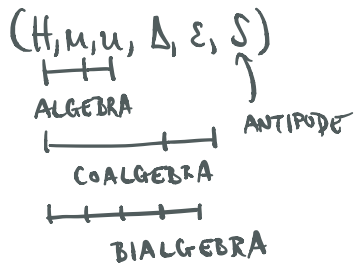 (H, μ, u, Δ, ε, S)
ALGEBRA
ANTIPODE
COALGEBRA
BIALGEBRA